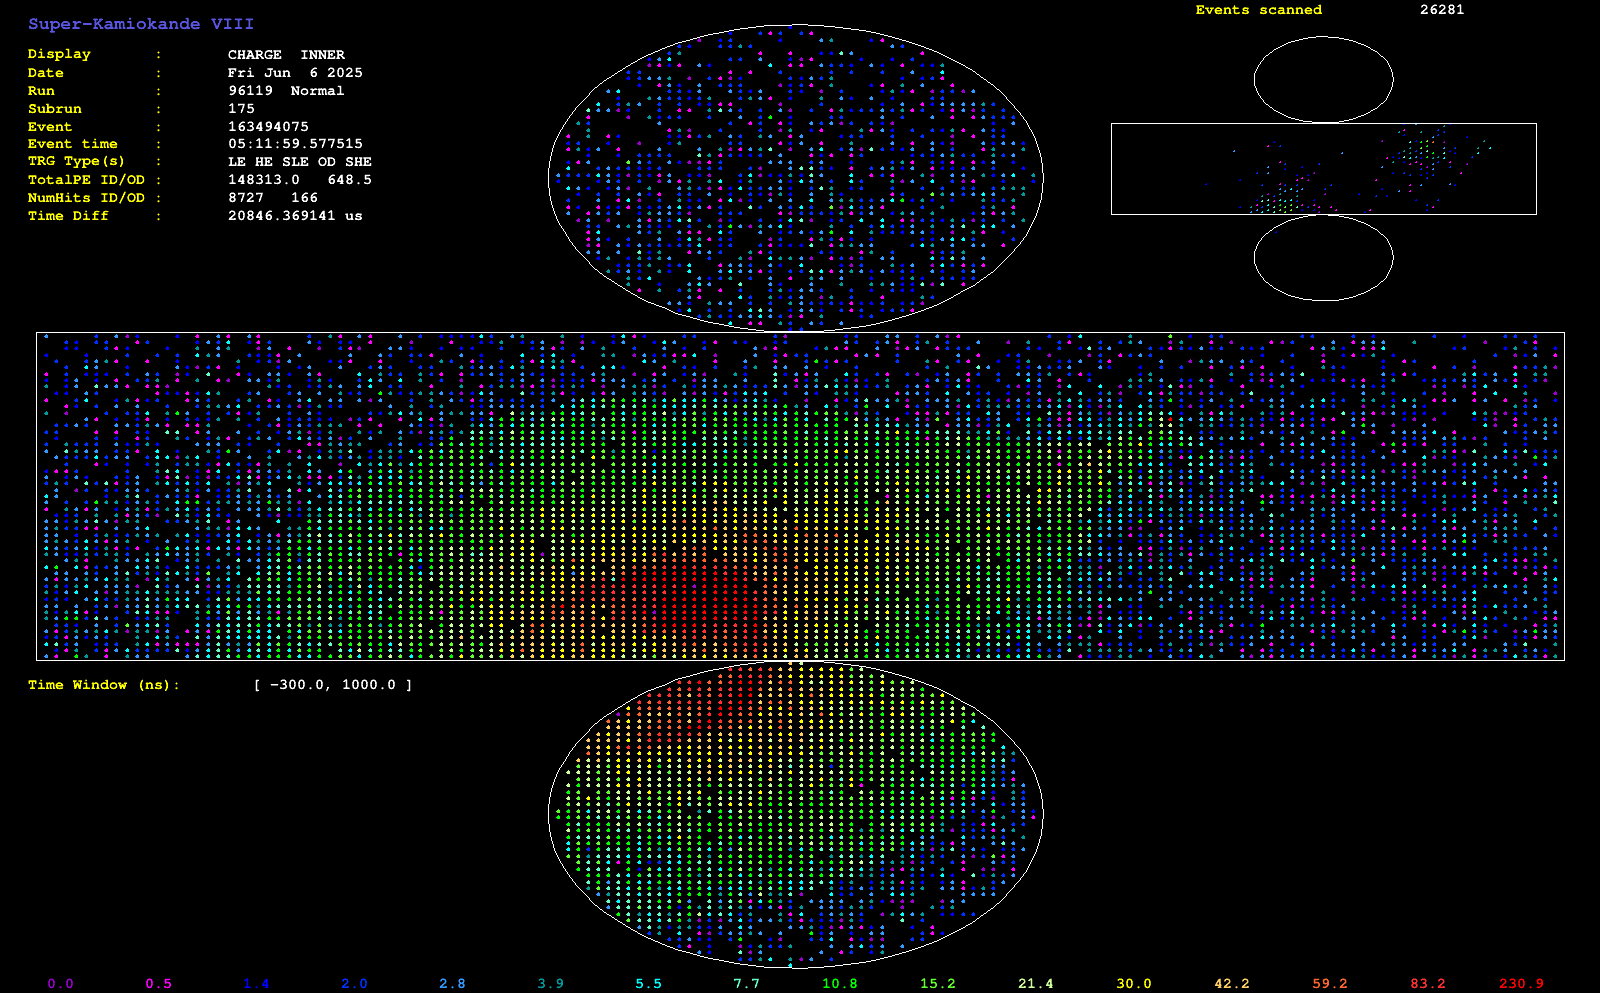 Super-Kamiokande VIII
Display : CHARGE INNER
Date : Fri Jun 6 2025
Run : 96119 Normal
Subrun : 175
Event : 163494075
Event time : 05:11:59.577515
TRG Type(s) : LE HE SLE OD SHE
TotalPE ID/OD : 148313.0 648.5
NumHits ID/OD : 8727 166
Time Diff : 20846.369141 us
Events scanned 26281
Time Window (ns): [ -300.0, 1000.0 ]
0.0 0.5 1.4 2.0 2.8 3.9 5.5 7.7 10.8 15.2 21.4 30.0 42.2 59.2 83.2 230.9